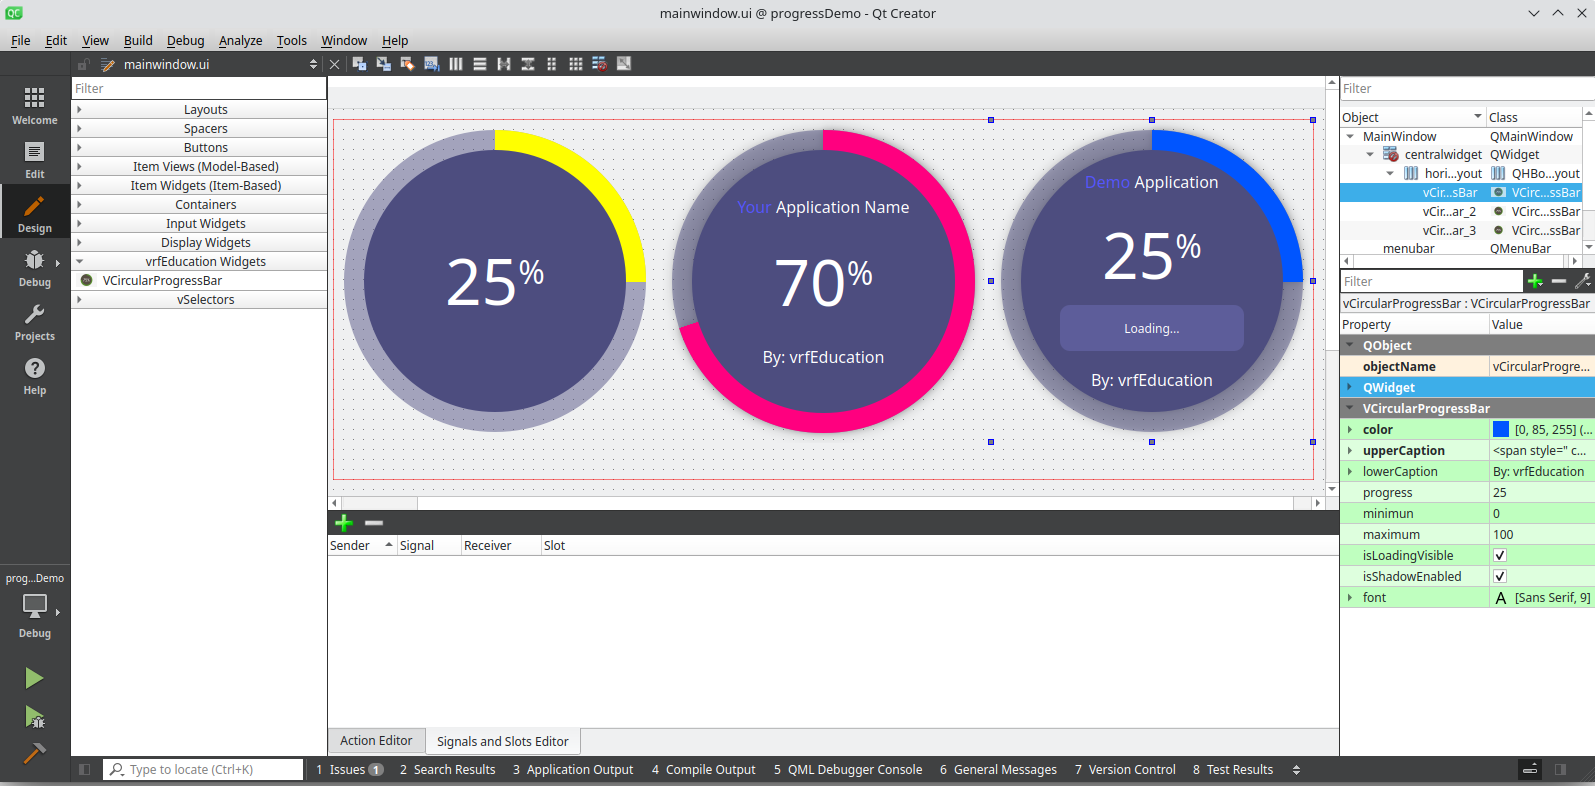 QC
mainwindow.ui @ progressDemo - Qt Creator
File Edit View Build Debug Analyze Tools Window Help
mainwindow.ui
Welcome
Edit
Design
Debug
Projects
Help
prog...Demo
Debug
Filter
Layouts
Spacers
Buttons
Item Views (Model-Based)
Item Widgets (Item-Based)
Containers
Input Widgets
Display Widgets
vrfEducation Widgets
VCircularProgressBar
vSelectors
25%
Your Application Name
70%
By: vrfEducation
Demo Application
25%
Loading...
By: vrfEducation
Sender Signal Receiver Slot
Action Editor Signals and Slots Editor
Filter
Object Class
MainWindow QMainWindow
centralwidget QWidget
hori...yout QHBo...yout
vCir...sBar VCirc...ssBar
vCir...ar_2 VCirc...ssBar
vCir...ar_3 VCirc...ssBar
menubar QMenuBar
Filter
vCircularProgressBar : VCircularProgressBar
Property Value
QObject
objectName vCircularProgre...
QWidget
VCircularProgressBar
color [0, 85, 255] (...
upperCaption <span style=" c...
lowerCaption By: vrfEducation
progress 25
minimun 0
maximum 100
isLoadingVisible
isShadowEnabled
font A [Sans Serif, 9]
Type to locate (Ctrl+K) 1 Issues 1 2 Search Results 3 Application Output 4 Compile Output 5 QML Debugger Console 6 General Messages 7 Version Control 8 Test Results